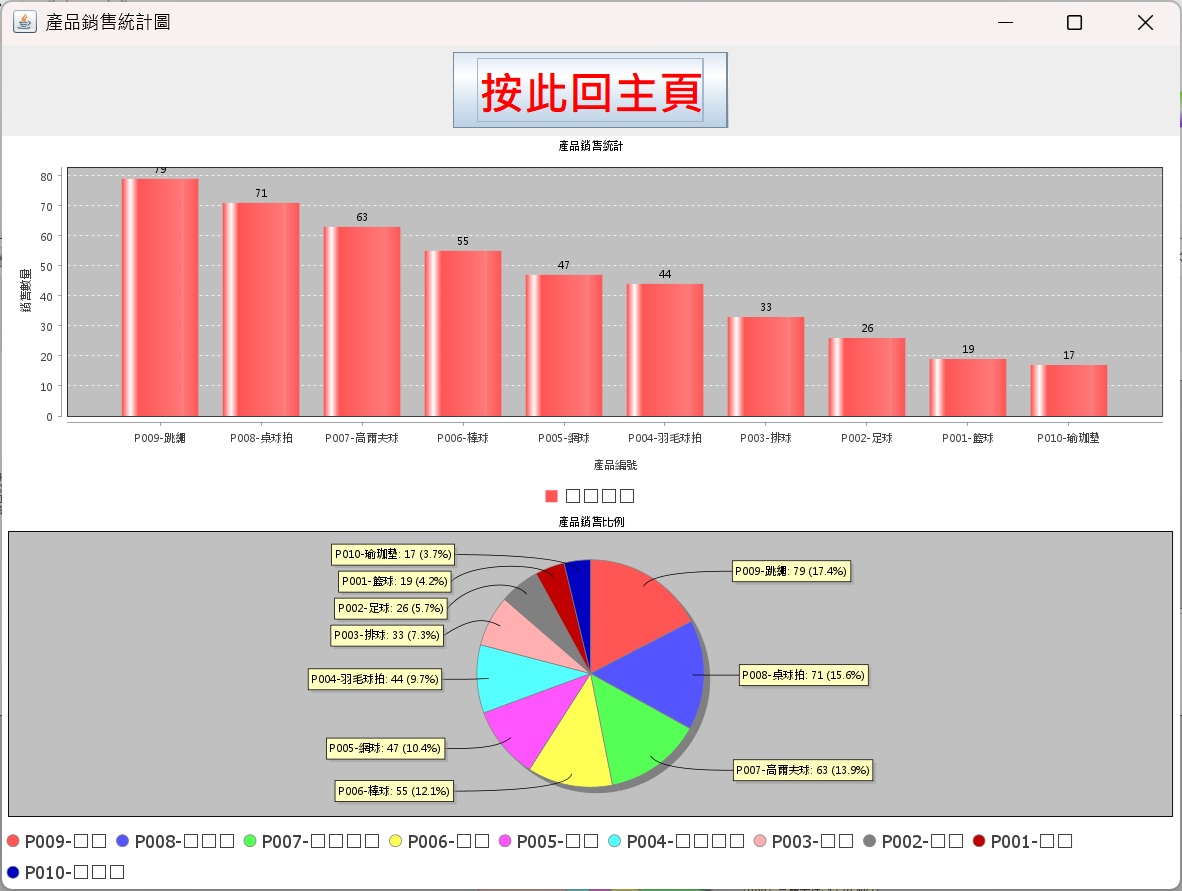 產品銷售統計圖
按此回主頁
產品銷售統計
銷售數量
80
70
60
50
40
30
20
10
0
79
71
63
55
47
44
33
26
19
17
P009-跳繩
P008-桌球拍
P007-高爾夫球
P006-棒球
P005-網球
P004-羽毛球拍
P003-排球
P002-足球
P001-籃球
P010-瑜珈墊
產品編號
□□□□
產品銷售比例
P010-瑜珈墊: 17 (3.7%)
P001-籃球: 19 (4.2%)
P002-足球: 26 (5.7%)
P003-排球: 33 (7.3%)
P004-羽毛球拍: 44 (9.7%)
P005-網球: 47 (10.4%)
P006-棒球: 55 (12.1%)
P009-跳繩: 79 (17.4%)
P008-桌球拍: 71 (15.6%)
P007-高爾夫球: 63 (13.9%)
P009-□□ P008-□□□ P007-□□□□ P006-□□ P005-□□ P004-□□□□ P003-□□ P002-□□ P001-□□
P010-□□□